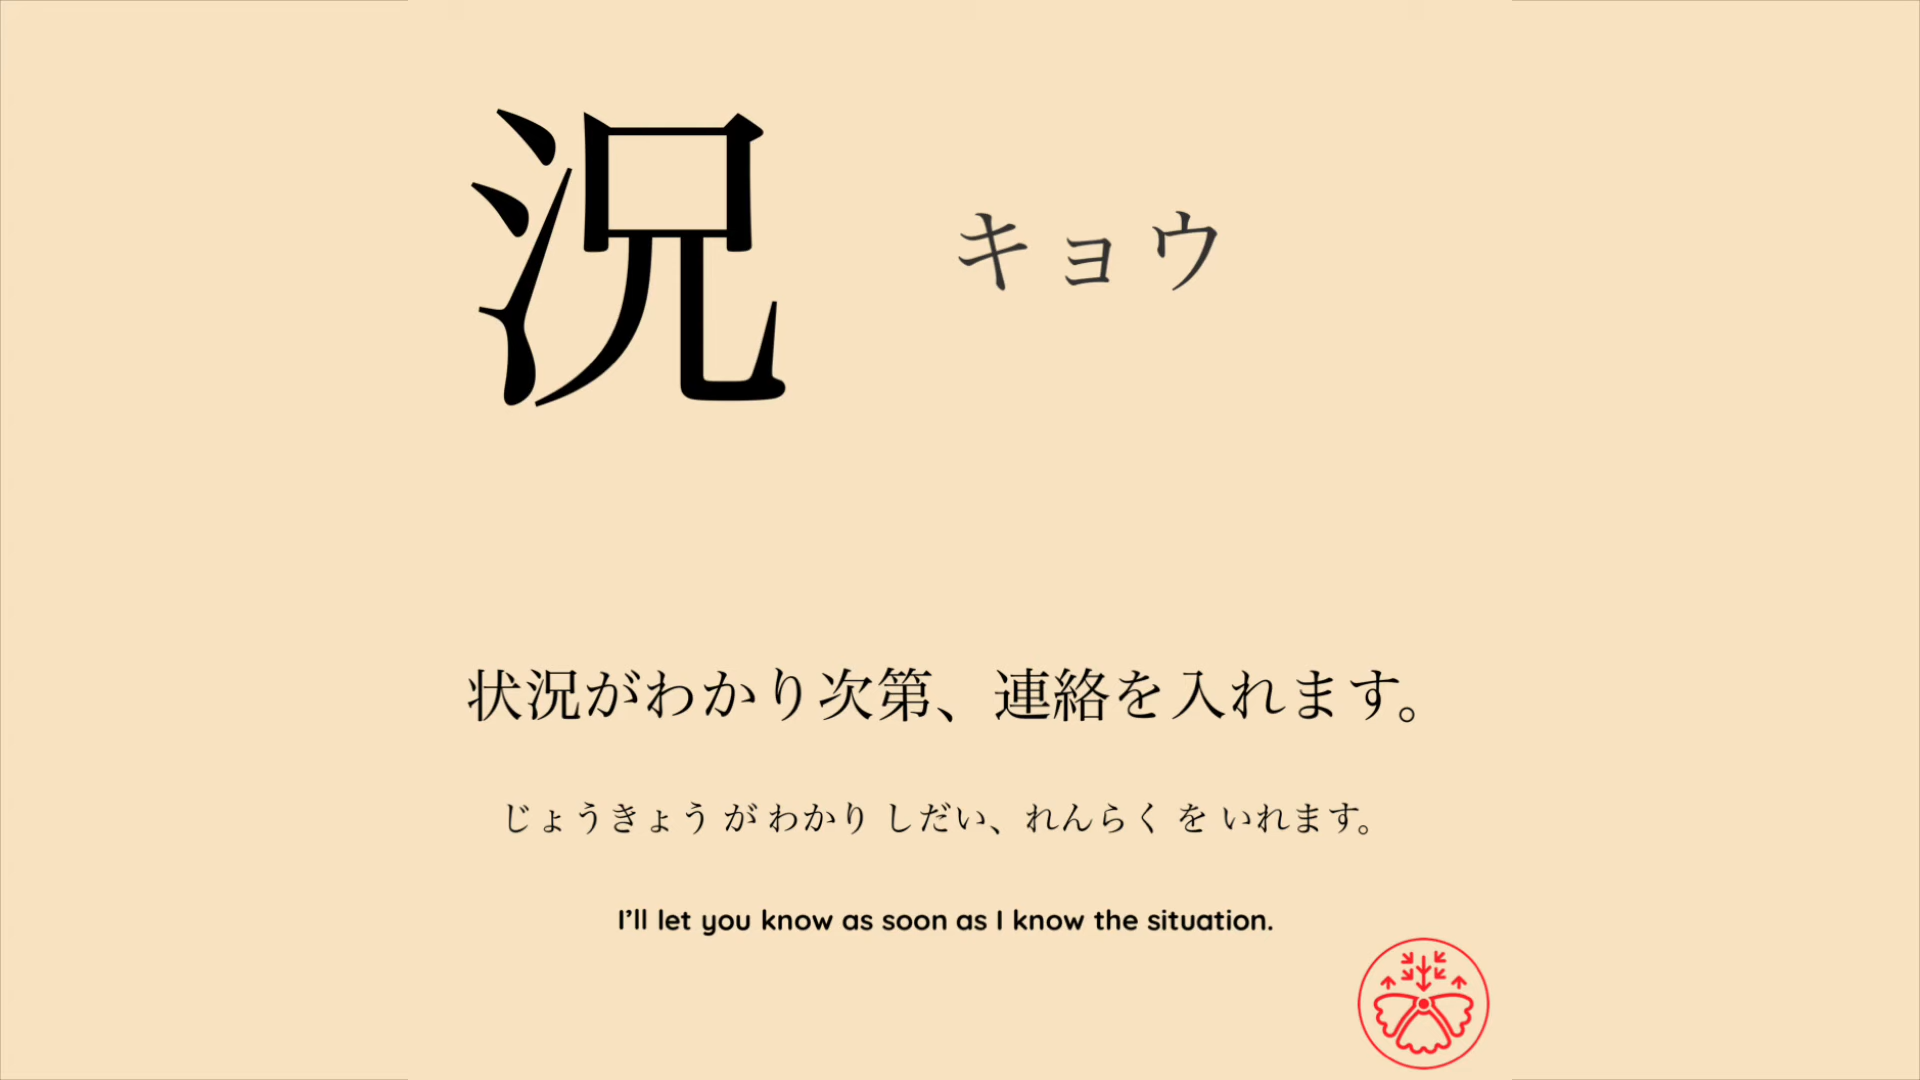 況
キョウ
状況がわかり次第、連絡を入れます。
じょうきょう が わかり しだい、れんらく を いれます。
I'll let you know as soon as I know the situation.